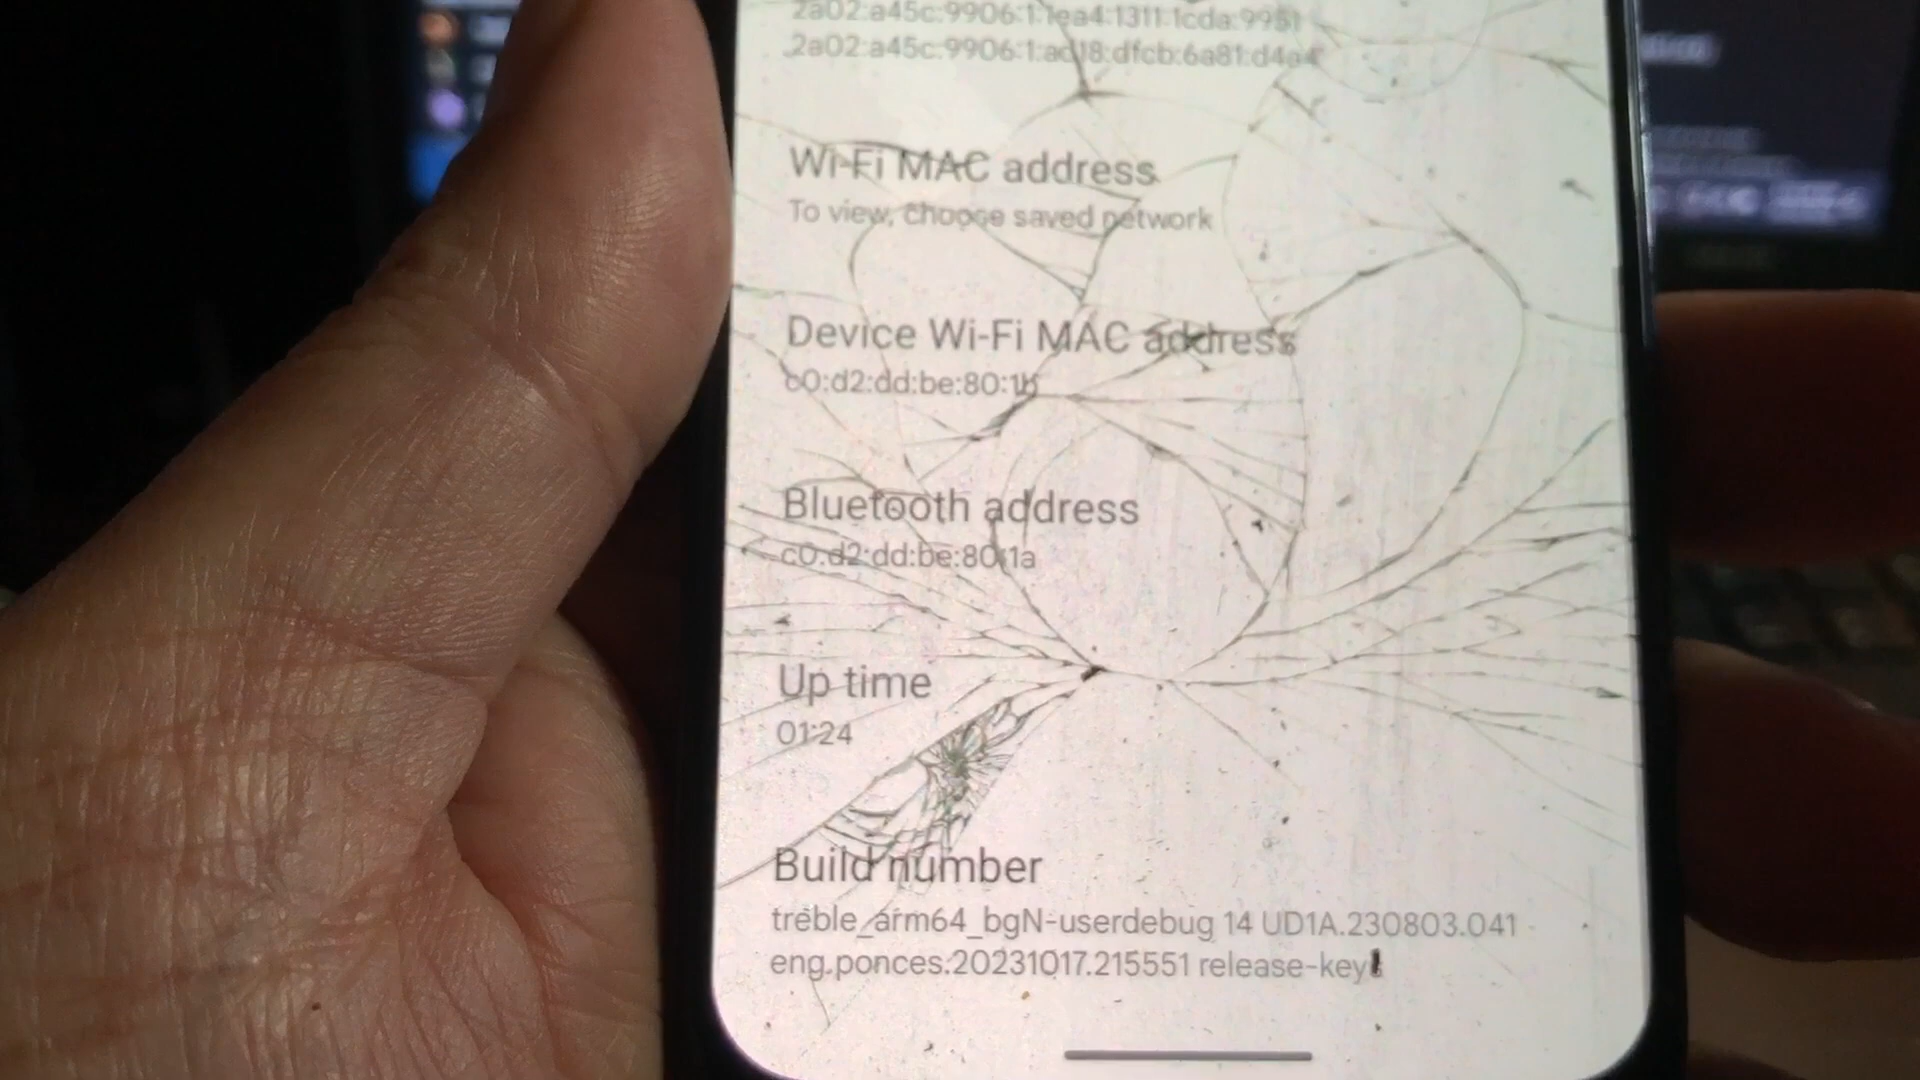 2a02:a45c:9906:1:1ea4:1311:1cda:9951
2a02:a45c:9906:1:ad18:dfcb:6a81:d4a4
Wi-Fi MAC address
To view, choose saved network
Device Wi-Fi MAC address
c0:d2:dd:be:80:1b
Bluetooth address
c0:d2:dd:be:80:1a
Up time
01:24
Build number
treble_arm64_bgN-userdebug 14 UD1A.230803.041
eng.ponces.20231017.215551 release-keys